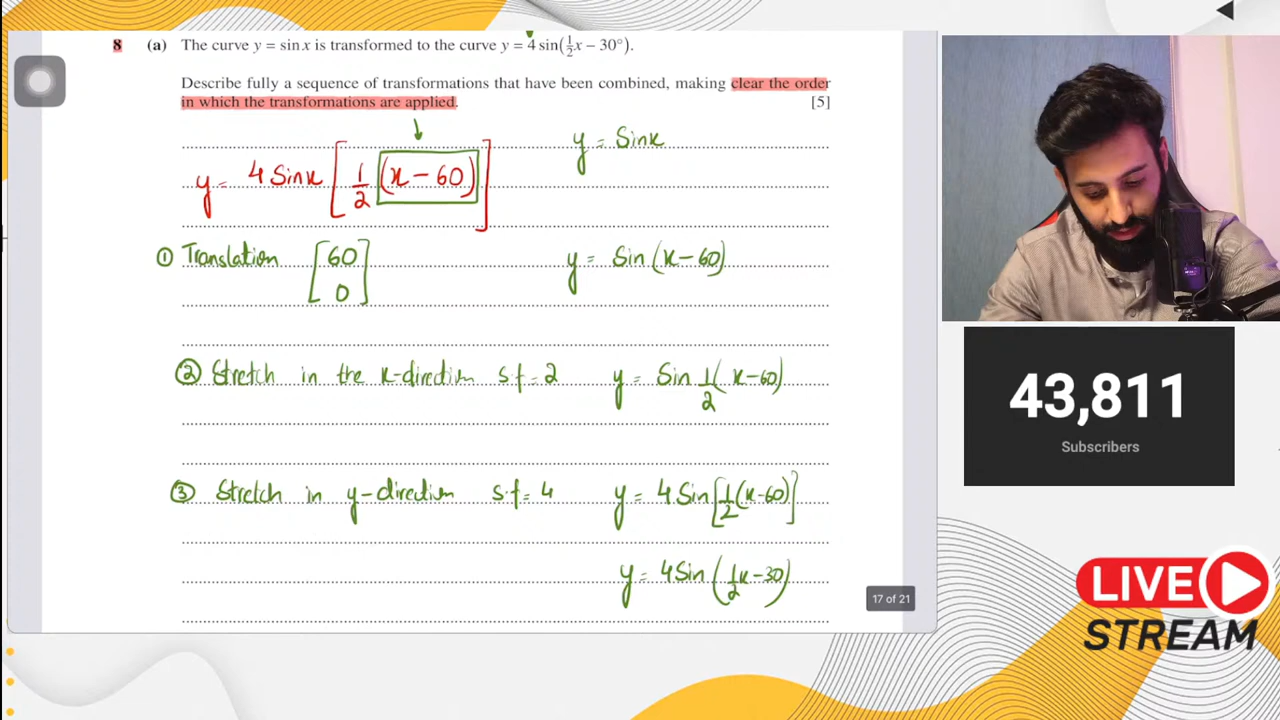 8 (a) The curve y = sin x is transformed to the curve y = 4 sin(½x − 30°).
Describe fully a sequence of transformations that have been combined, making clear the order
in which the transformations are applied. [5]
y = Sinx
y = 4 Sinx [ 1/2 (x − 60) ]
① Translation [60 0] y = Sin (x − 60)
② Stretch in the x-direction s.f = 2 y = Sin 1/2 (x − 60)
③ Stretch in y-direction s.f = 4 y = 4 Sin [1/2 (x − 60)]
y = 4 Sin (1/2 x − 30)
17 of 21
43,811
Subscribers
LIVE
STREAM